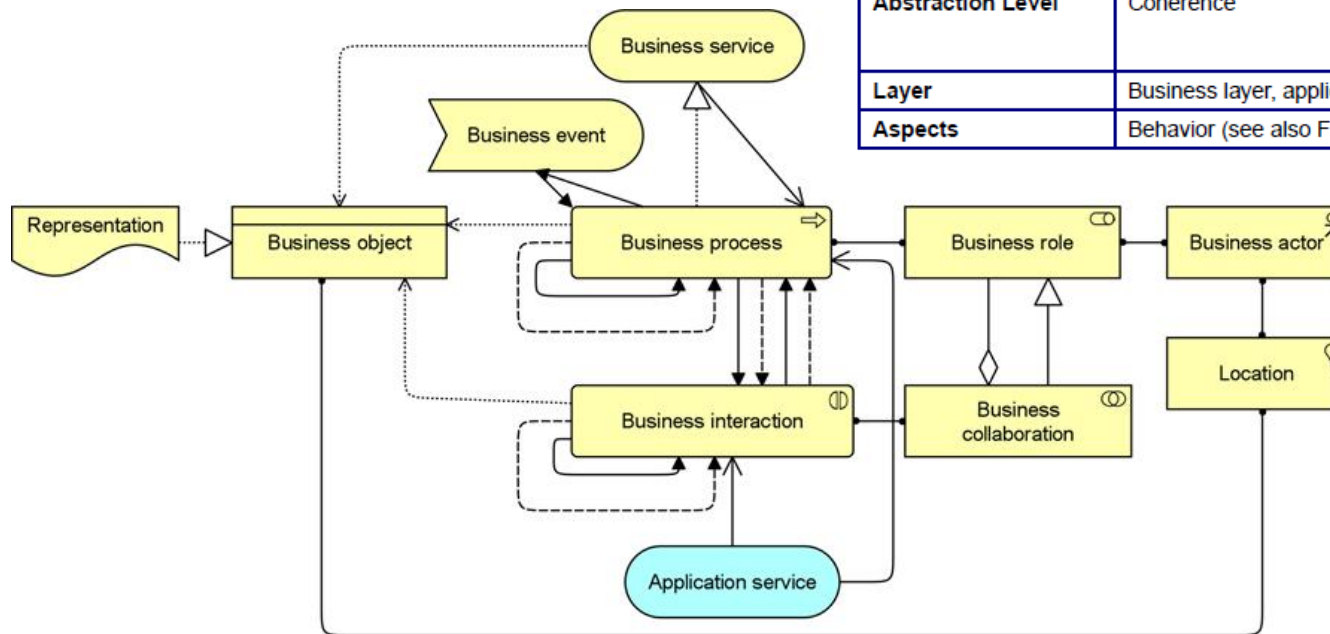 Abstraction Level Coherence
Business service
Layer Business layer, appli
Business event
Aspects Behavior (see also F
Representation
Business object
Business process
Business role
Business actor
Location
Business interaction
Business
collaboration
Application service